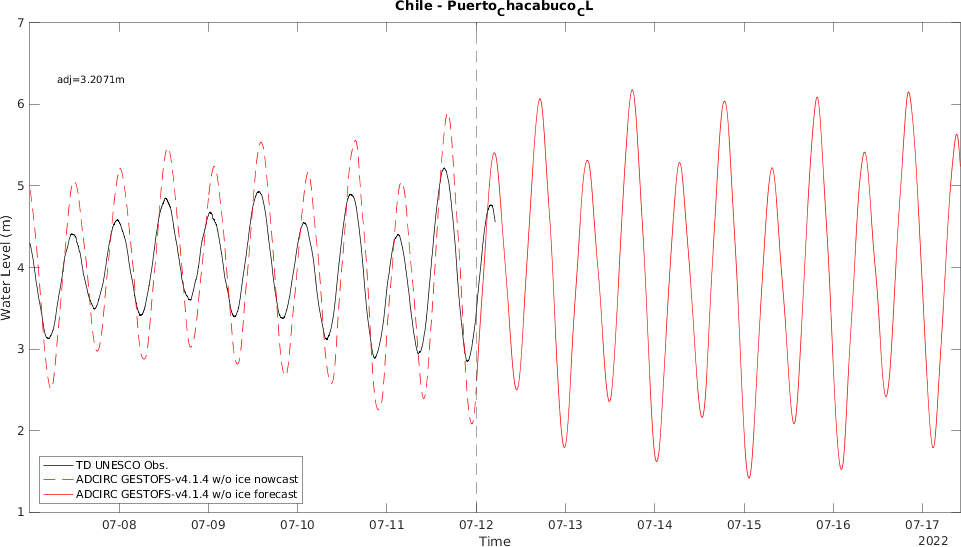 Chile - Puerto_Chacabuco_CL
7
adj=3.2071m
6
5
4
3
2
1
Water Level (m)
TD UNESCO Obs.
ADCIRC GESTOFS-v4.1.4 w/o ice nowcast
ADCIRC GESTOFS-v4.1.4 w/o ice forecast
07-08 07-09 07-10 07-11 07-12 07-13 07-14 07-15 07-16 07-17
Time
2022